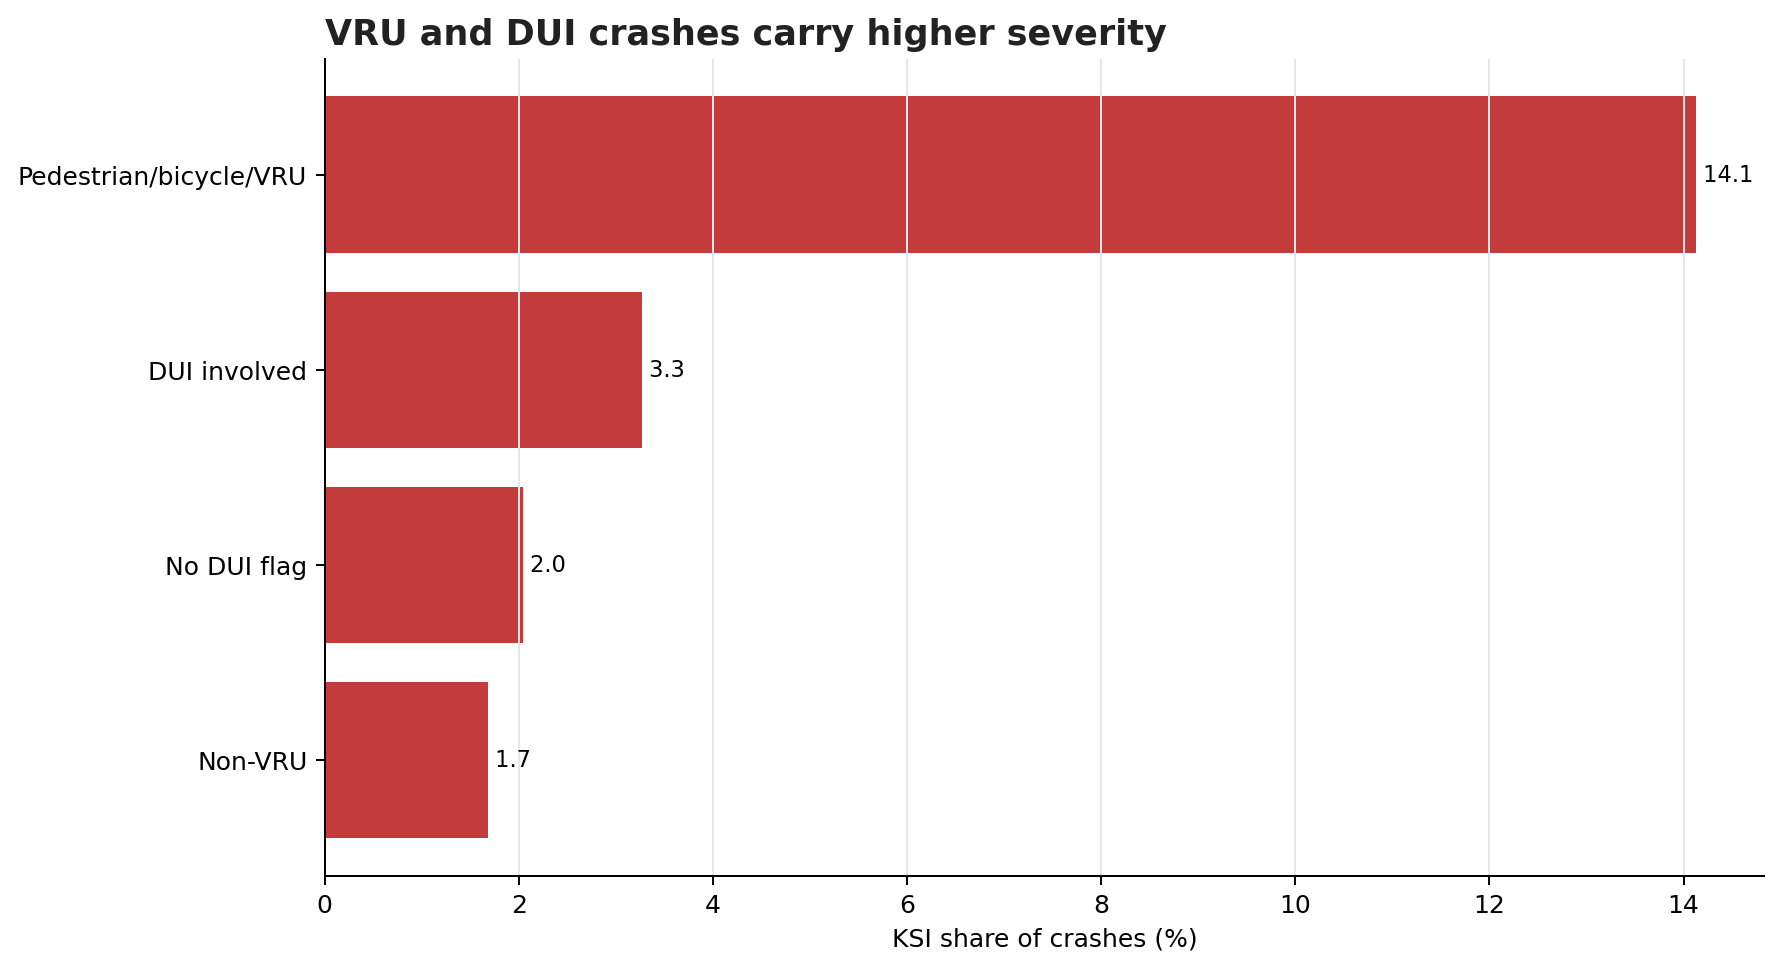 VRU and DUI crashes carry higher severity
Pedestrian/bicycle/VRU
14.1
DUI involved
3.3
No DUI flag
2.0
Non-VRU
1.7
0 2 4 6 8 10 12 14
KSI share of crashes (%)